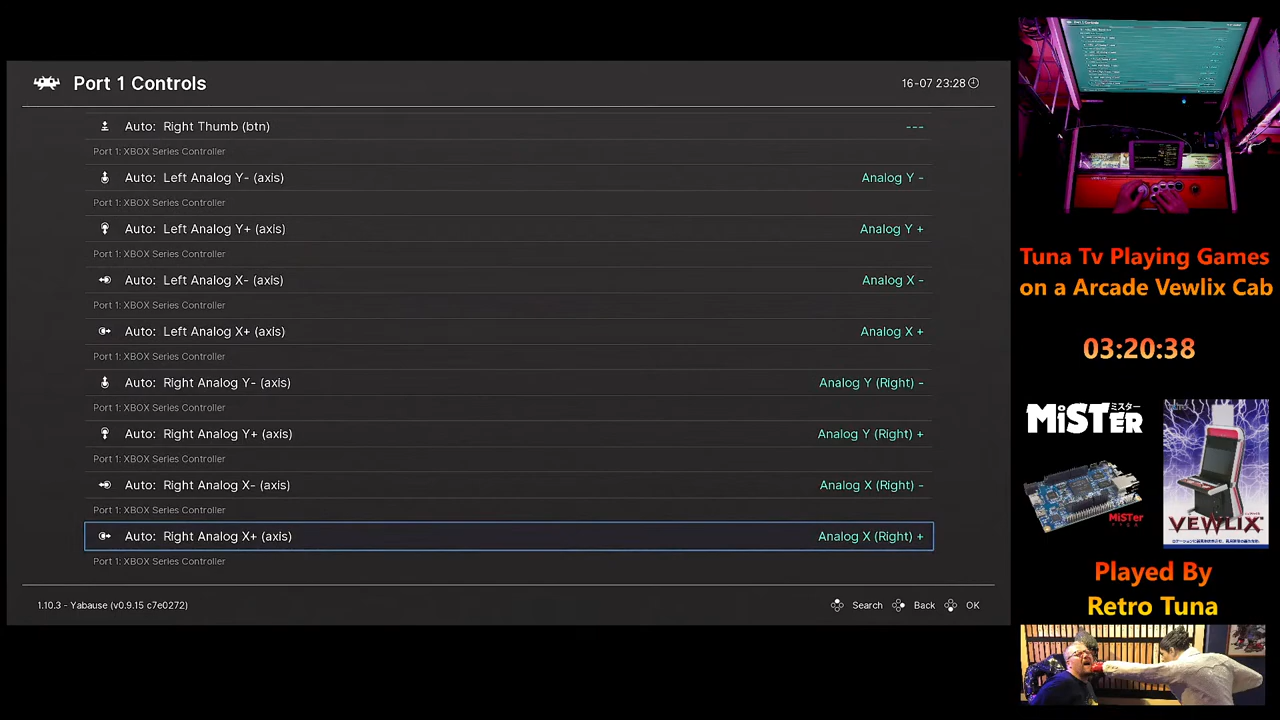 Port 1 Controls
16-07 23:28
Auto: Right Thumb (btn)
---
Port 1: XBOX Series Controller
Auto: Left Analog Y- (axis)
Analog Y -
Port 1: XBOX Series Controller
Auto: Left Analog Y+ (axis)
Analog Y +
Port 1: XBOX Series Controller
Auto: Left Analog X- (axis)
Analog X -
Port 1: XBOX Series Controller
Auto: Left Analog X+ (axis)
Analog X +
Port 1: XBOX Series Controller
Auto: Right Analog Y- (axis)
Analog Y (Right) -
Port 1: XBOX Series Controller
Auto: Right Analog Y+ (axis)
Analog Y (Right) +
Port 1: XBOX Series Controller
Auto: Right Analog X- (axis)
Analog X (Right) -
Port 1: XBOX Series Controller
Auto: Right Analog X+ (axis)
Analog X (Right) +
Port 1: XBOX Series Controller
1.10.3 - Yabause (v0.9.15 c7e0272)
Search Back OK
Tuna Tv Playing Games
on a Arcade Vewlix Cab
03:20:38
MiSTer ミスター
MiSTer
VEWLIX
Played By
Retro Tuna